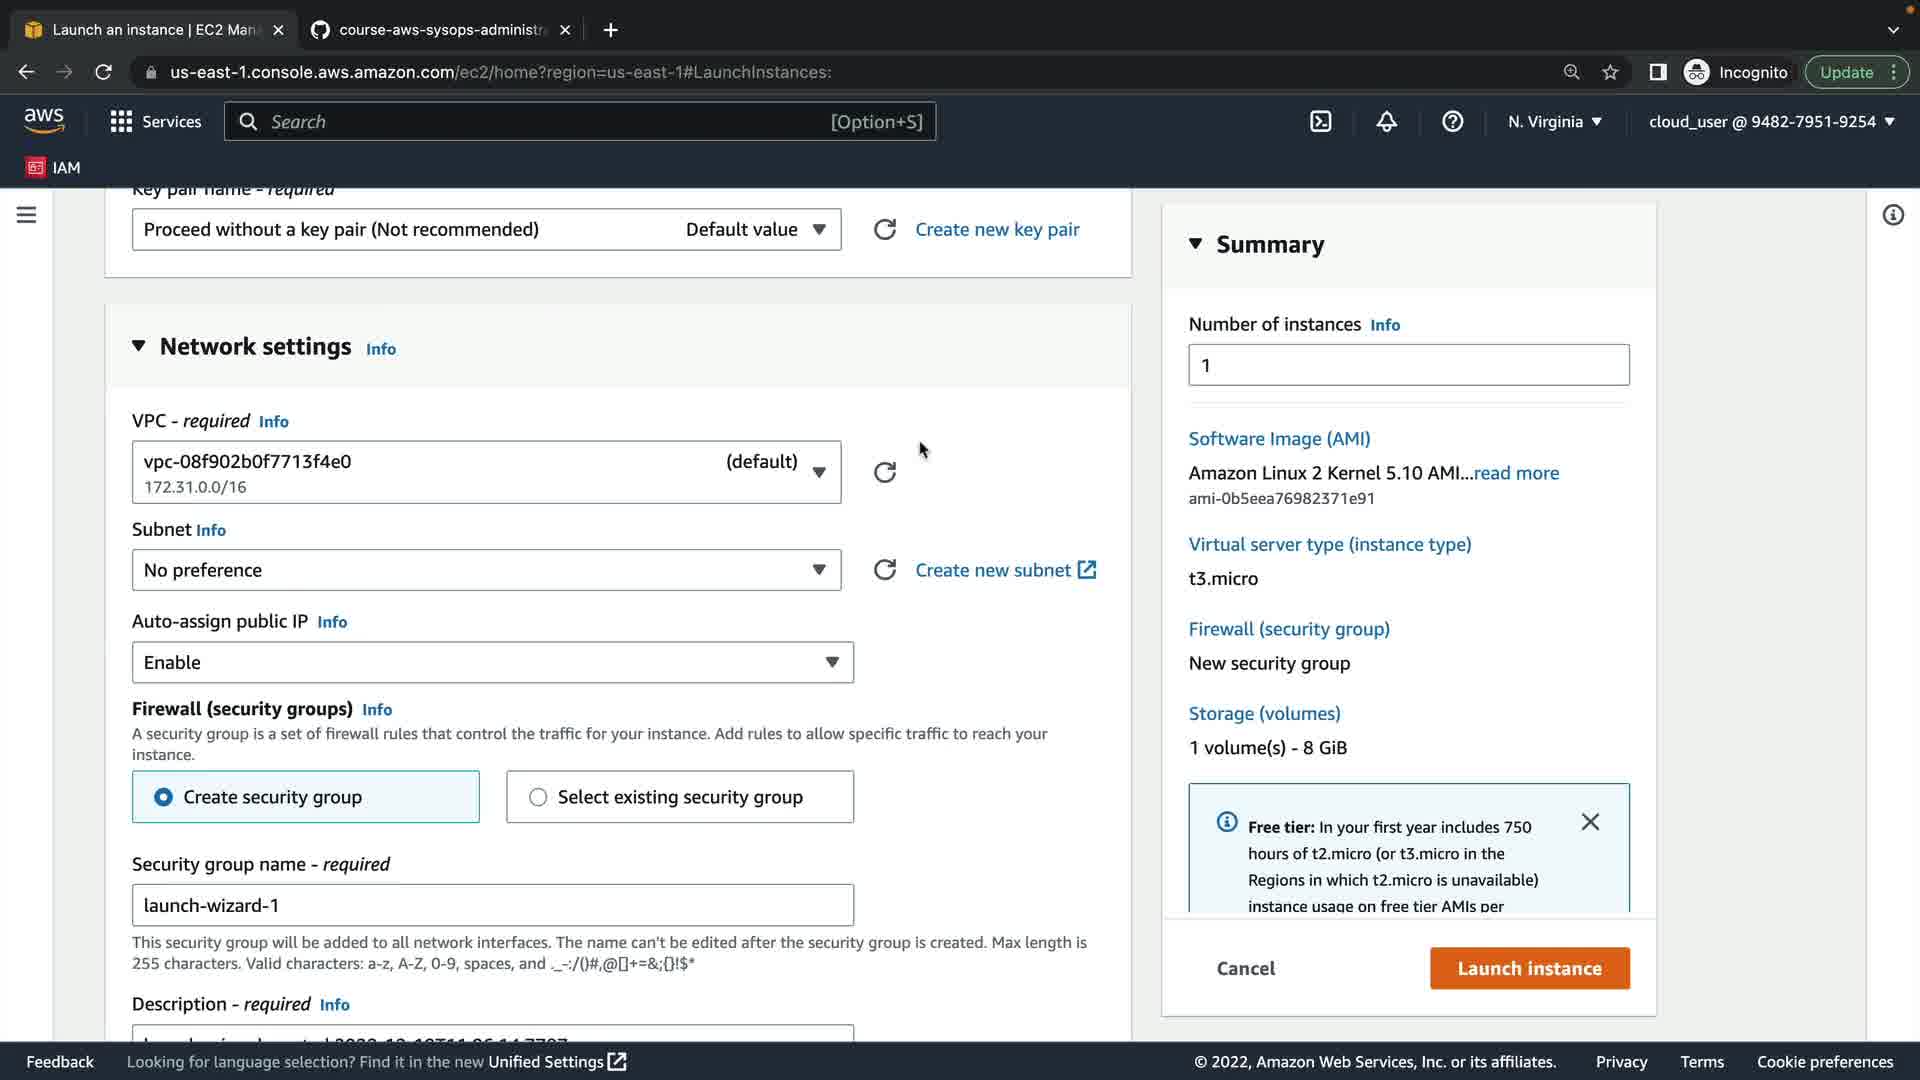 Launch an instance | EC2 Man
course-aws-sysops-administr
us-east-1.console.aws.amazon.com/ec2/home?region=us-east-1#LaunchInstances:
Incognito
Update
aws
Services
Search
[Option+S]
N. Virginia
cloud_user @ 9482-7951-9254
IAM
Key pair name - required
Proceed without a key pair (Not recommended)
Default value
Create new key pair
Network settings Info
VPC - required Info
vpc-08f902b0f7713f4e0
(default)
172.31.0.0/16
Subnet Info
No preference
Create new subnet
Auto-assign public IP Info
Enable
Firewall (security groups) Info
A security group is a set of firewall rules that control the traffic for your instance. Add rules to allow specific traffic to reach your
instance.
Create security group
Select existing security group
Security group name - required
launch-wizard-1
This security group will be added to all network interfaces. The name can't be edited after the security group is created. Max length is
255 characters. Valid characters: a-z, A-Z, 0-9, spaces, and ._-:/()#,@[]+=&;{}!$*
Description - required Info
Summary
Number of instances Info
1
Software Image (AMI)
Amazon Linux 2 Kernel 5.10 AMI...read more
ami-0b5eea76982371e91
Virtual server type (instance type)
t3.micro
Firewall (security group)
New security group
Storage (volumes)
1 volume(s) - 8 GiB
Free tier: In your first year includes 750
hours of t2.micro (or t3.micro in the
Regions in which t2.micro is unavailable)
instance usage on free tier AMIs per
Cancel
Launch instance
Feedback
Looking for language selection? Find it in the new Unified Settings
© 2022, Amazon Web Services, Inc. or its affiliates.
Privacy
Terms
Cookie preferences